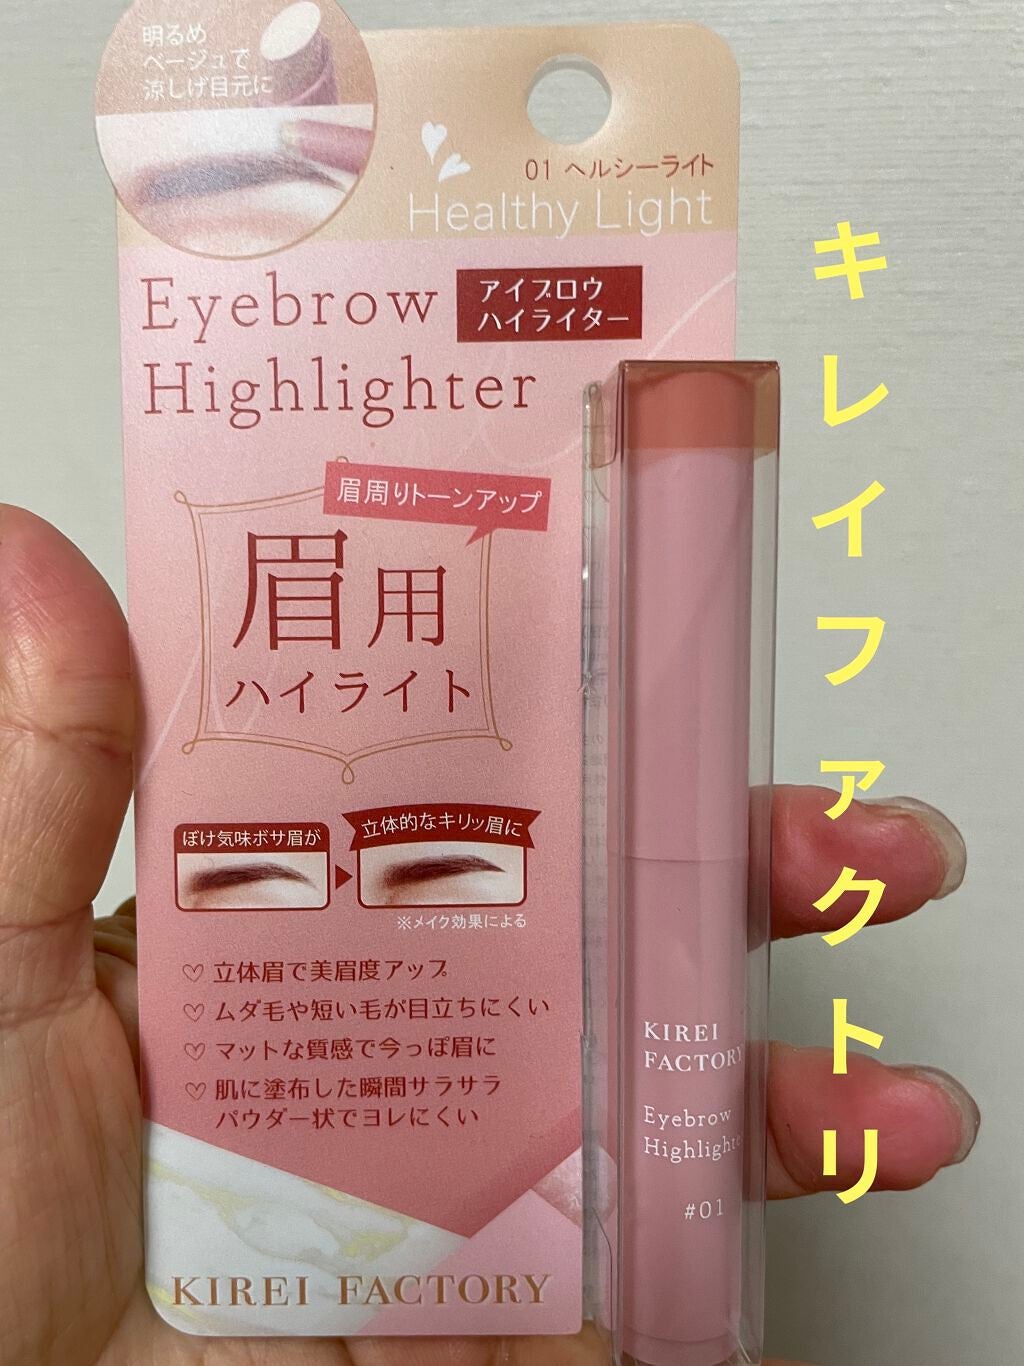 明るめ
ベージュで
涼しげ目元に
01 ヘルシーライト
Healthy Light
Eyebrow
Highlighter
アイブロウ
ハイライター
眉周りトーンアップ
眉用
ハイライト
ぼけ気味ボサ眉が
立体的なキリッ眉に
※メイク効果による
♡ 立体眉で美眉度アップ
♡ ムダ毛や短い毛が目立ちにくい
♡ マットな質感で今っぽ眉に
♡ 肌に塗布した瞬間サラサラ
パウダー状でヨレにくい
KIREI FACTORY
KIREI
FACTORY
Eyebrow
Highlighte
#01
キレイファクトリ